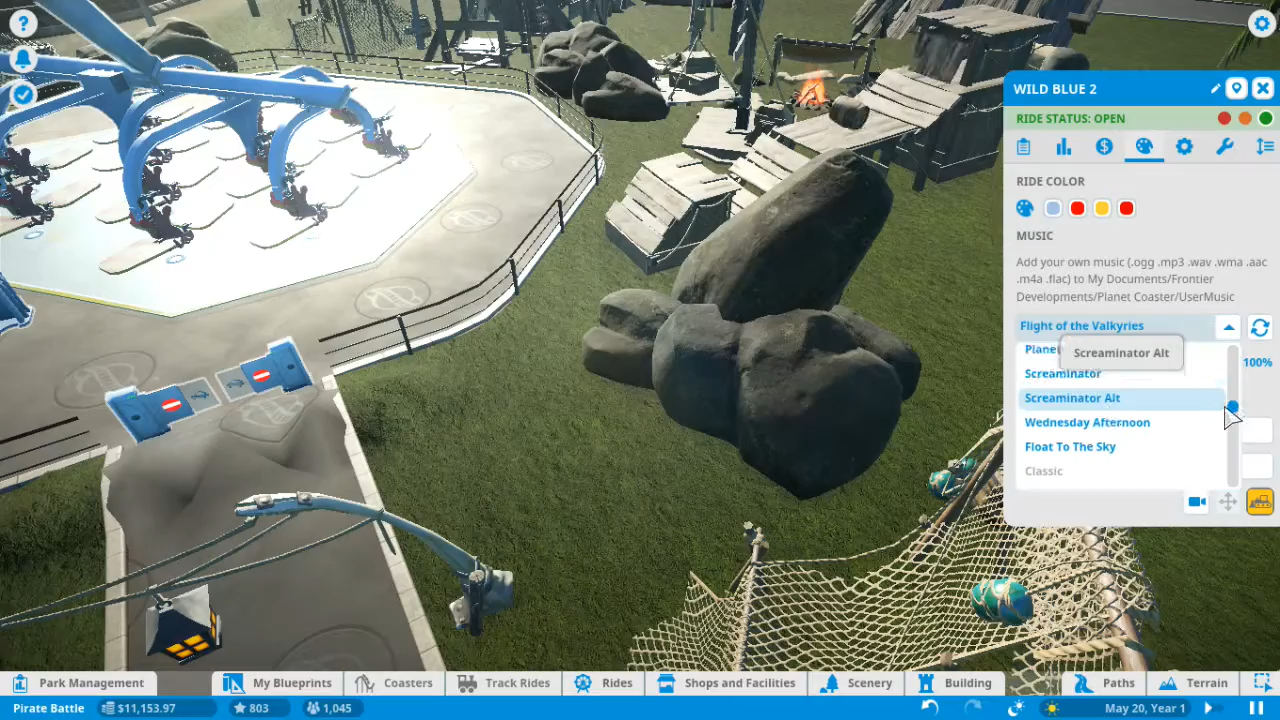 WILD BLUE 2
RIDE STATUS: OPEN
RIDE COLOR
MUSIC
Add your own music (.ogg .mp3 .wav .wma .aac
.m4a .flac) to My Documents/Frontier
Developments/Planet Coaster/UserMusic
Flight of the Valkyries
Plane
Screaminator Alt
100%
Screaminator
Screaminator Alt
Wednesday Afternoon
Float To The Sky
Classic
Park Management
My Blueprints
Coasters
Track Rides
Rides
Shops and Facilities
Scenery
Building
Paths
Terrain
Pirate Battle
$11,153.97
803
1,045
May 20, Year 1